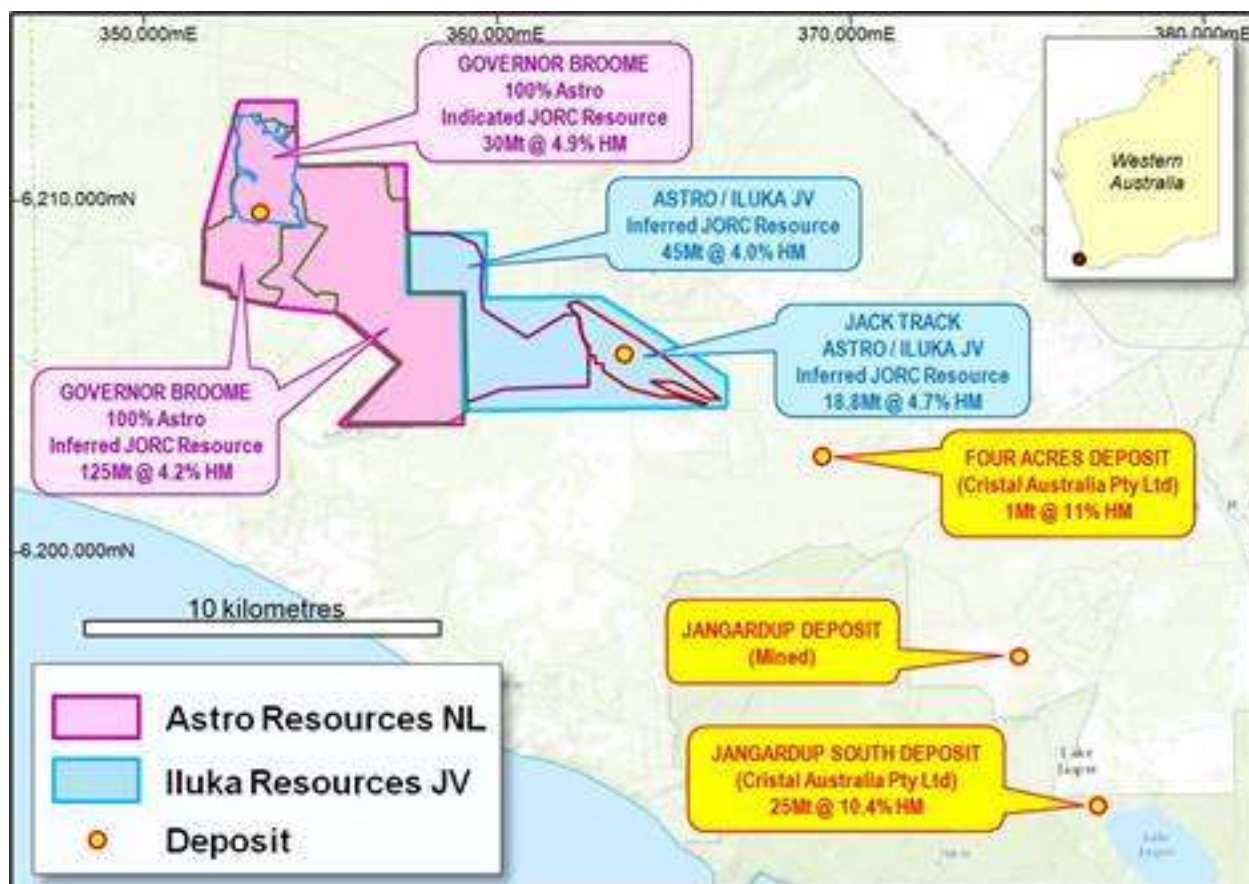 350,000mE
360,000mE
370,000mE
380,000mE
GOVERNOR BROOME
100% Astro
Indicated JORC Resource
30Mt @ 4.9% HM
Western
Australia
6,210,000mN
ASTRO / ILUKA JV
Inferred JORC Resource
45Mt @ 4.0% HM
JACK TRACK
ASTRO / ILUKA JV
Inferred JORC Resource
18.8Mt @ 4.7% HM
GOVERNOR BROOME
100% Astro
Inferred JORC Resource
125Mt @ 4.2% HM
FOUR ACRES DEPOSIT
(Cristal Australia Pty Ltd)
1Mt @ 11% HM
6,200,000mN
10 kilometres
JANGARDUP DEPOSIT
(Mined)
Astro Resources NL
Iluka Resources JV
Deposit
JANGARDUP SOUTH DEPOSIT
(Cristal Australia Pty Ltd)
25Mt @ 10.4% HM
Lake
Jasper
Lake
Jasper